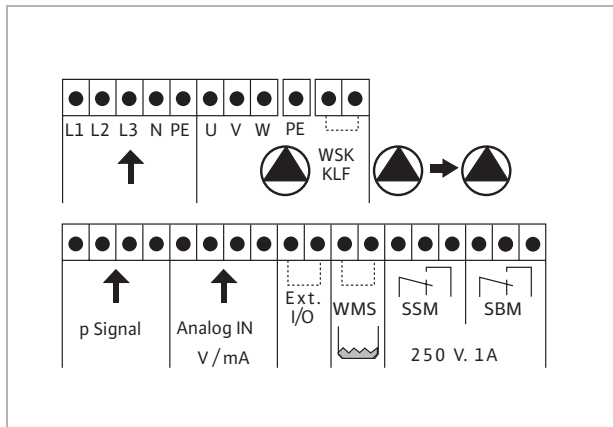 L1 L2 L3 N PE U V W PE
WSK
KLF
p Signal
Analog IN
V / mA
Ext.
I/O
WMS
SSM
SBM
250 V. 1A